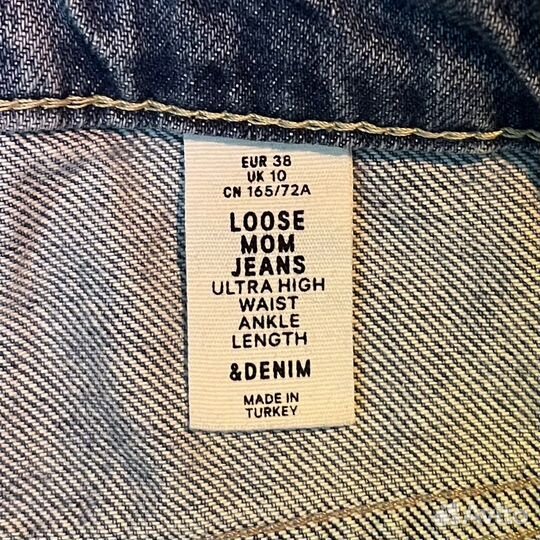 EUR 38
UK 10
CN 165/72A
LOOSE
MOM
JEANS
ULTRA HIGH
WAIST
ANKLE
LENGTH
&DENIM
MADE IN
TURKEY
Avito